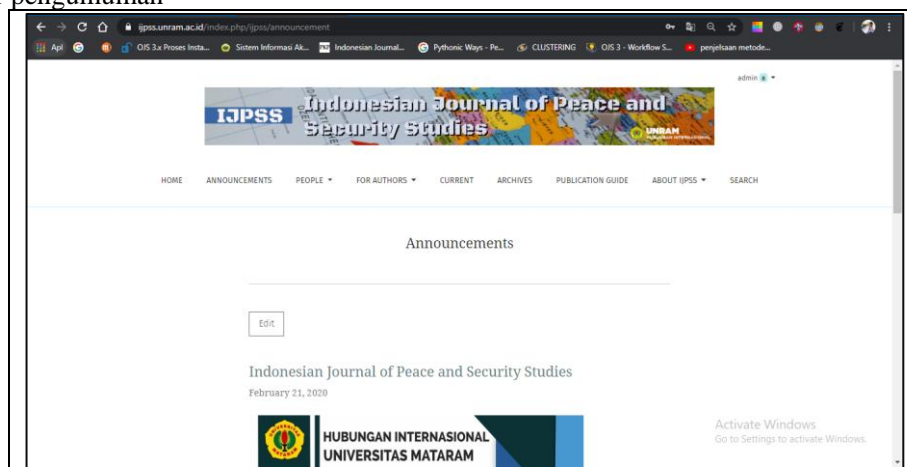 pengumuman
ijpss.unram.ac.id/index.php/ijpss/announcement
Apl OJS 3.x Proses Insta... Sistem Informasi Ak... Indonesian Journal... Pythonic Ways - Pe... CLUSTERING OJS 3 - Workflow S... penjelsaan metode...
admin 8
IJPSS Indonesian Journal of Peace and
Security Studies
UNRAM
HOME ANNOUNCEMENTS PEOPLE FOR AUTHORS CURRENT ARCHIVES PUBLICATION GUIDE ABOUT IJPSS SEARCH
Announcements
Edit
Indonesian Journal of Peace and Security Studies
February 21, 2020
HUBUNGAN INTERNASIONAL
UNIVERSITAS MATARAM
Activate Windows
Go to Settings to activate Windows.